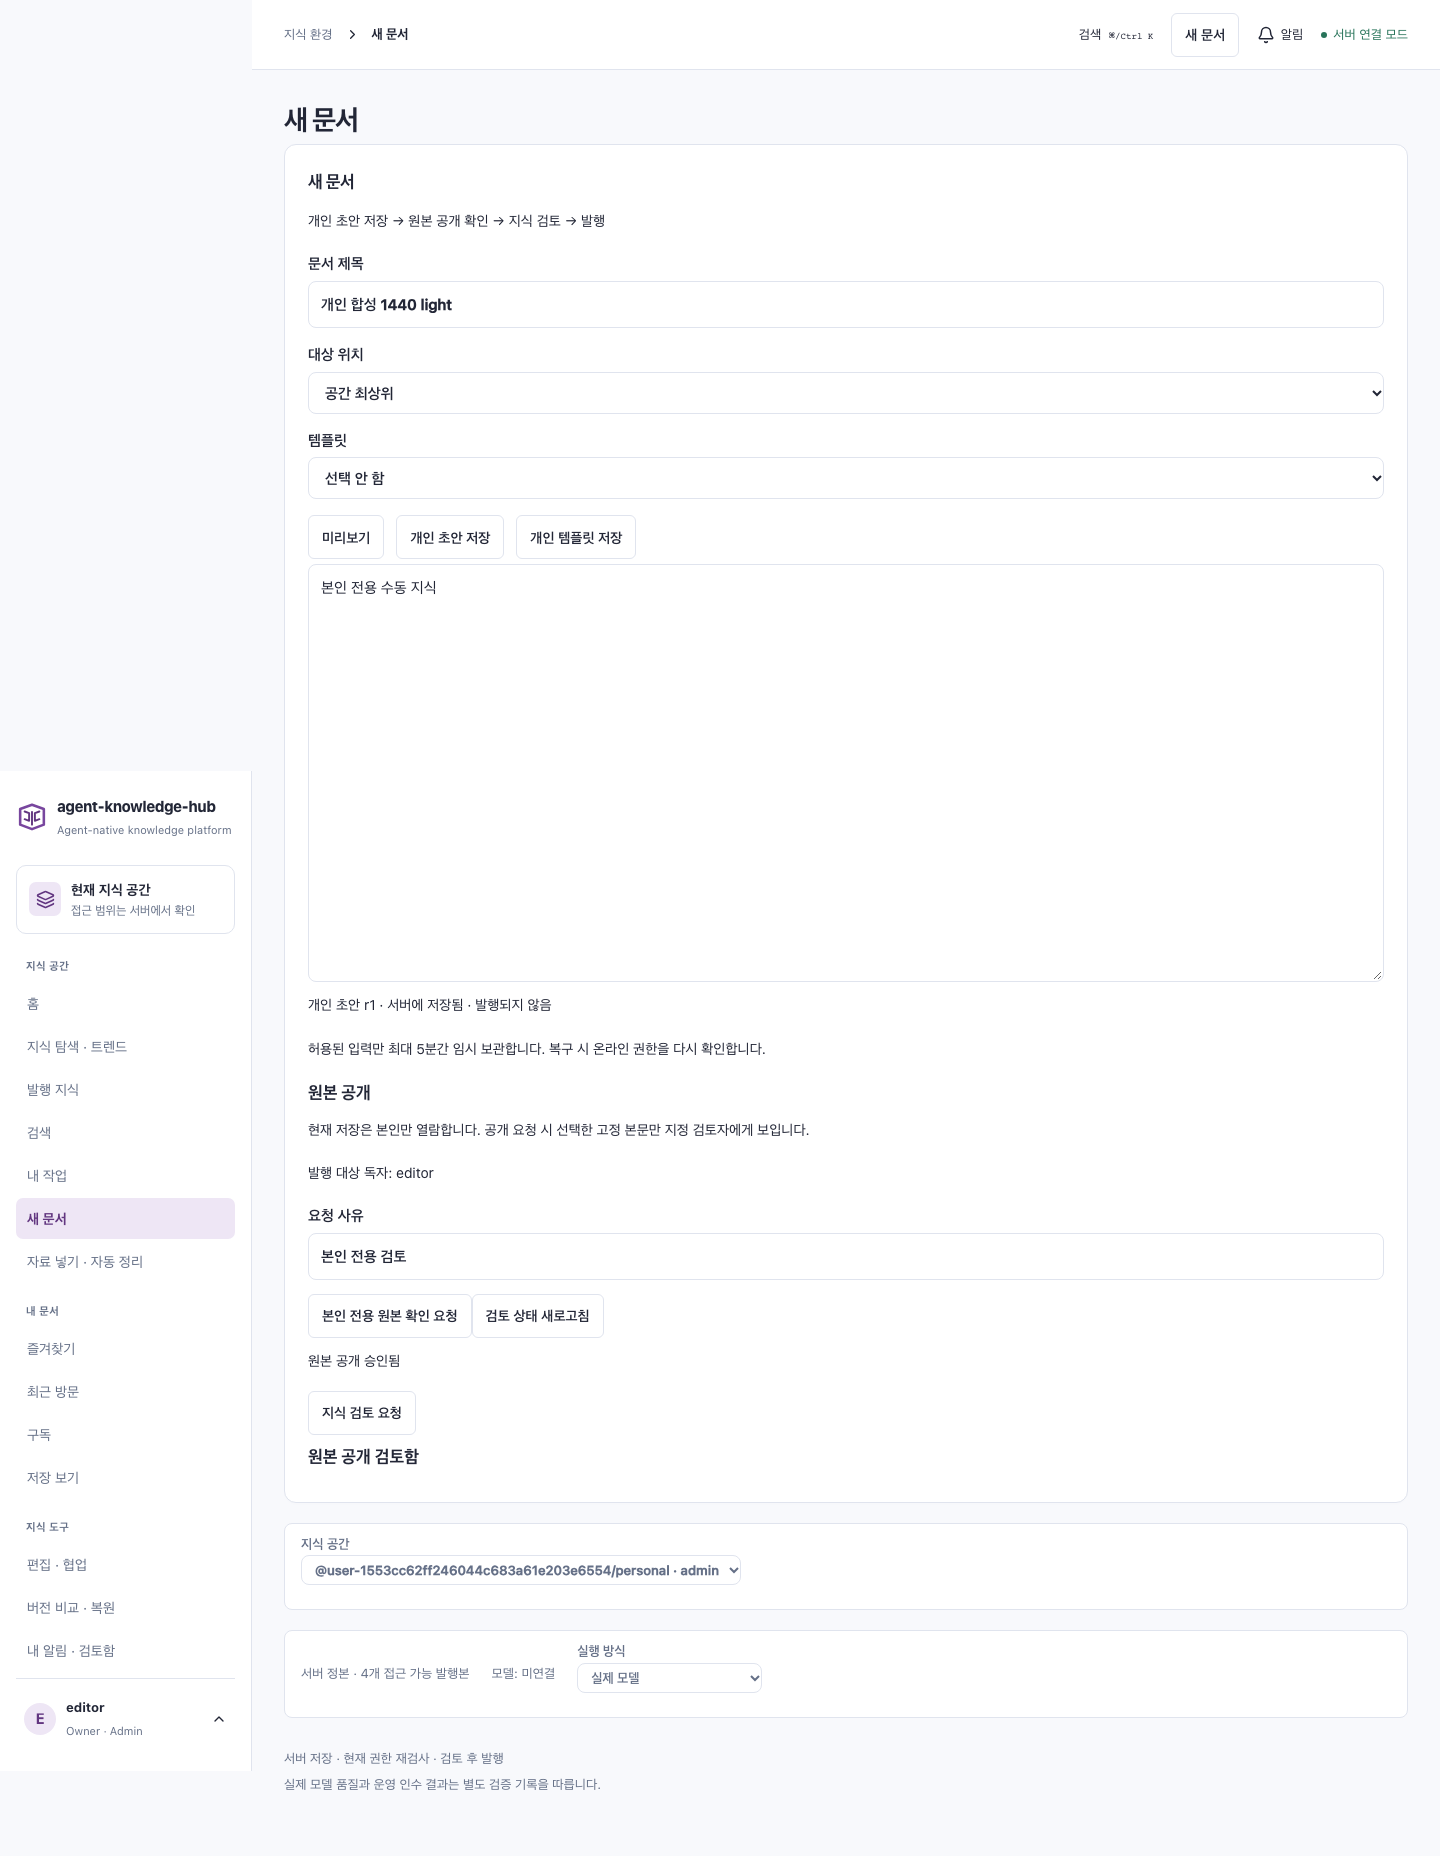 지식 환경 > 새 문서
검색 ⌘/Ctrl K
새 문서
알림
서버 연결 모드
새 문서
새 문서
개인 초안 저장 → 원본 공개 확인 → 지식 검토 → 발행
문서 제목
개인 합성 1440 light
대상 위치
공간 최상위
템플릿
선택 안 함
미리보기
개인 초안 저장
개인 템플릿 저장
본인 전용 수동 지식
개인 초안 r1 · 서버에 저장됨 · 발행되지 않음
허용된 입력만 최대 5분간 임시 보관합니다. 복구 시 온라인 권한을 다시 확인합니다.
원본 공개
현재 저장은 본인만 열람합니다. 공개 요청 시 선택한 고정 본문만 지정 검토자에게 보입니다.
발행 대상 독자: editor
요청 사유
본인 전용 검토
본인 전용 원본 확인 요청
검토 상태 새로고침
원본 공개 승인됨
지식 검토 요청
원본 공개 검토함
지식 공간
@user-1553cc62ff246044c683a61e203e6554/personal · admin
서버 정본 · 4개 접근 가능 발행본
모델: 미연결
실행 방식
실제 모델
서버 저장 · 현재 권한 재검사 · 검토 후 발행
실제 모델 품질과 운영 인수 결과는 별도 검증 기록을 따릅니다.
agent-knowledge-hub
Agent-native knowledge platform
현재 지식 공간
접근 범위는 서버에서 확인
지식 공간
홈
지식 탐색 · 트렌드
발행 지식
검색
내 작업
새 문서
자료 넣기 · 자동 정리
내 문서
즐겨찾기
최근 방문
구독
저장 보기
지식 도구
편집 · 협업
버전 비교 · 복원
내 알림 · 검토함
E
editor
Owner · Admin